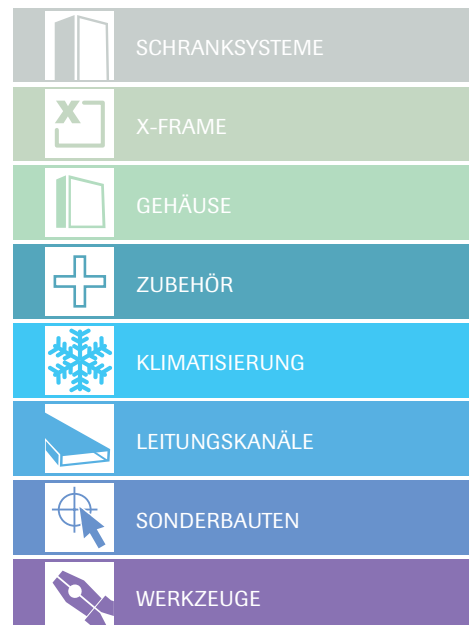 SCHRANKSYSTEME
X
X-FRAME
GEHÄUSE
ZUBEHÖR
KLIMATISIERUNG
LEITUNGSKANÄLE
SONDERBAUTEN
WERKZEUGE